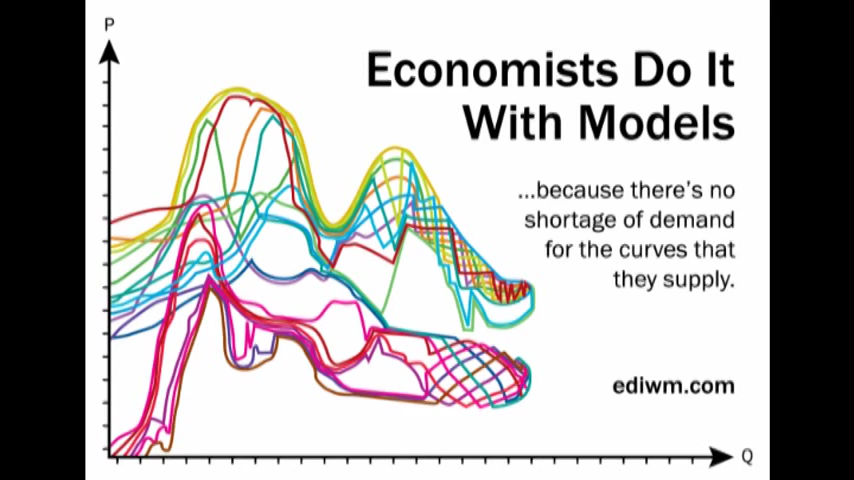 P
Economists Do It
With Models
...because there's no
shortage of demand
for the curves that
they supply.
ediwm.com
Q